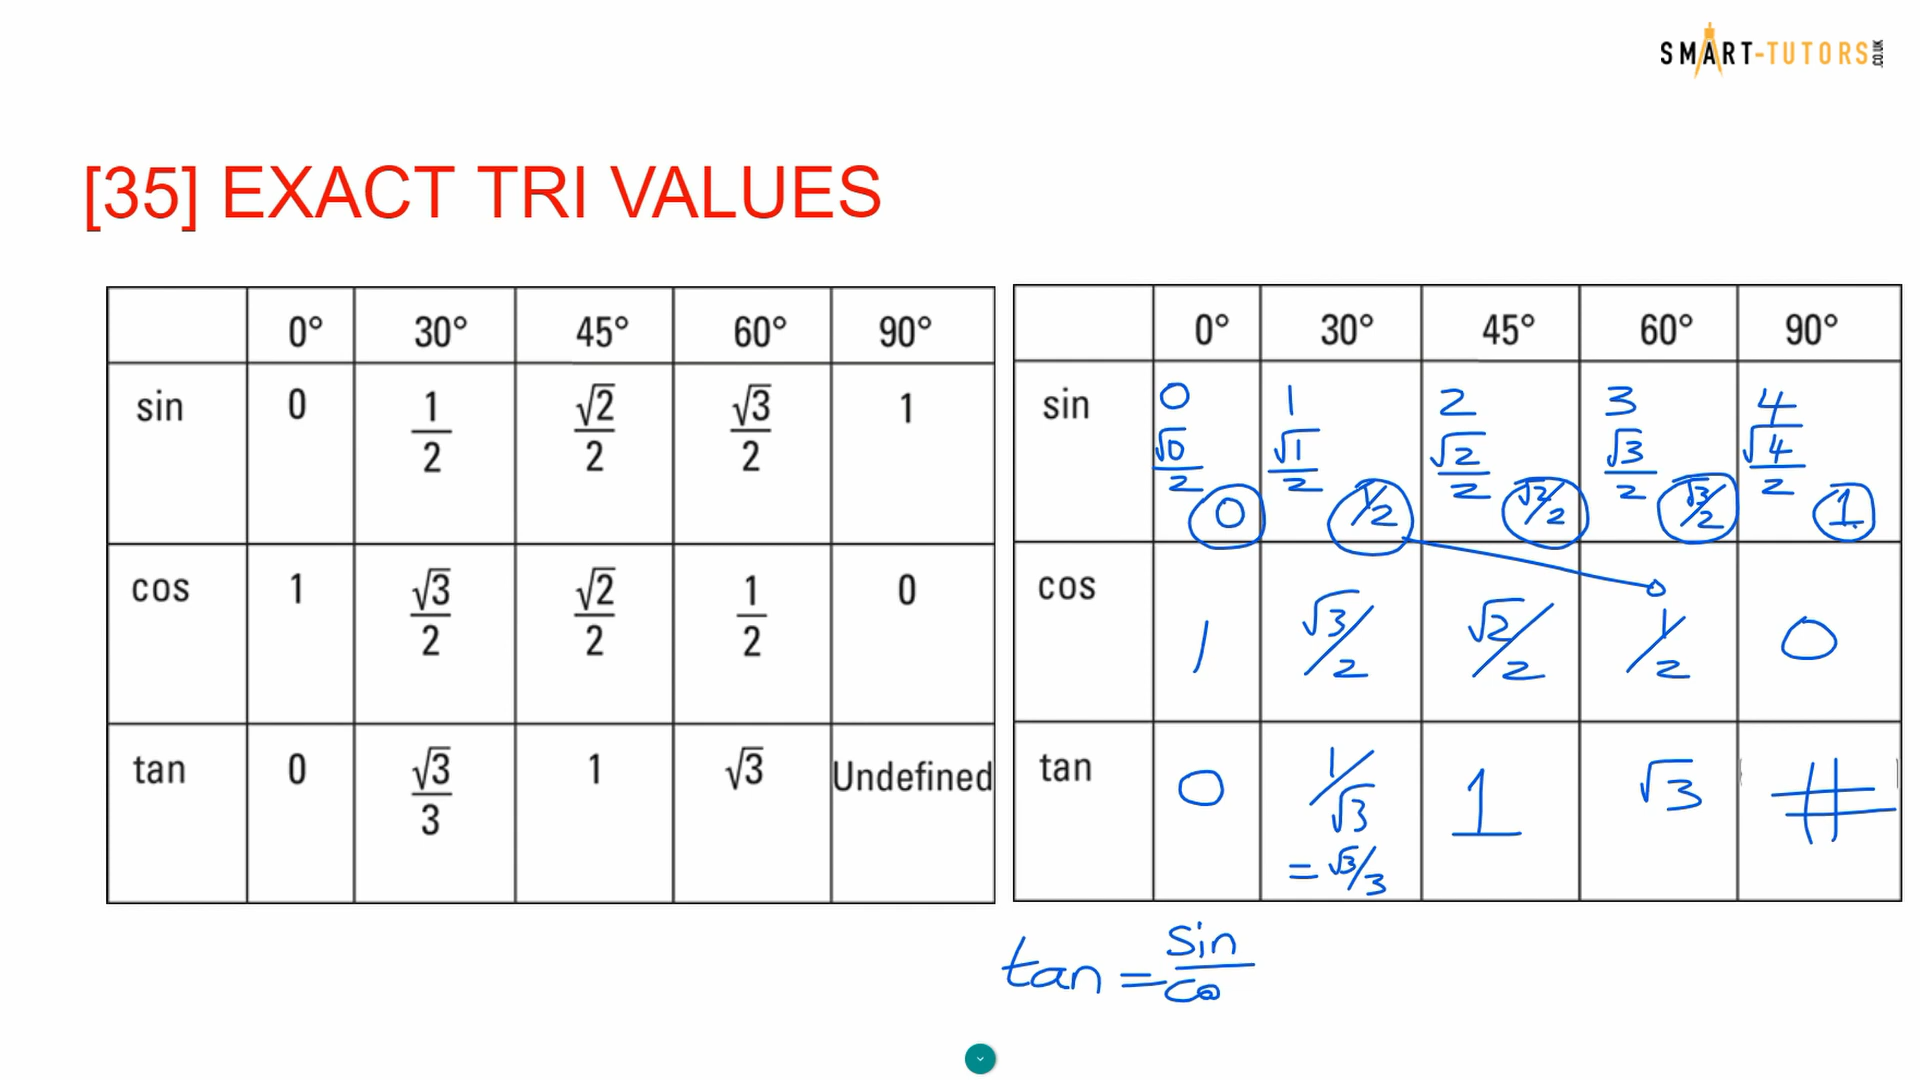 SMART-TUTORS.CO.UK
[35] EXACT TRI VALUES
0° 30° 45° 60° 90°
sin 0 1/2 √2/2 √3/2 1
cos 1 √3/2 √2/2 1/2 0
tan 0 √3/3 1 √3 Undefined
0° 30° 45° 60° 90°
sin 0 1 2 3 4
√0/2 √1/2 √2/2 √3/2 √4/2
0 1/2 √2/2 √3/2 1
cos 1 √3/2 √2/2 1/2 0
tan 0 1/√3 1 √3 #
= √3/3
tan = sin/co